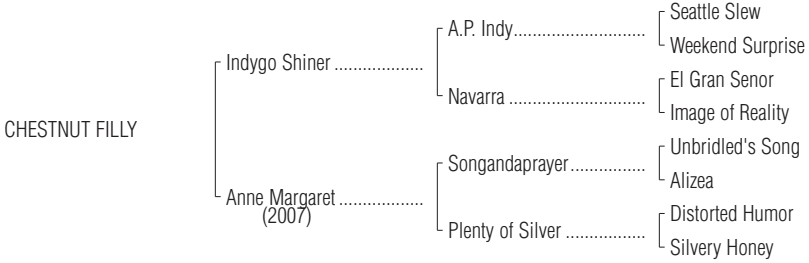 Seattle Slew
A.P. Indy..............................
Weekend Surprise
Indygo Shiner ....................
El Gran Senor
Navarra ...............................
Image of Reality
CHESTNUT FILLY
Unbridled's Song
Songandaprayer.................
Alizea
Anne Margaret ...................
(2007)
Distorted Humor
Plenty of Silver ..................
Silvery Honey